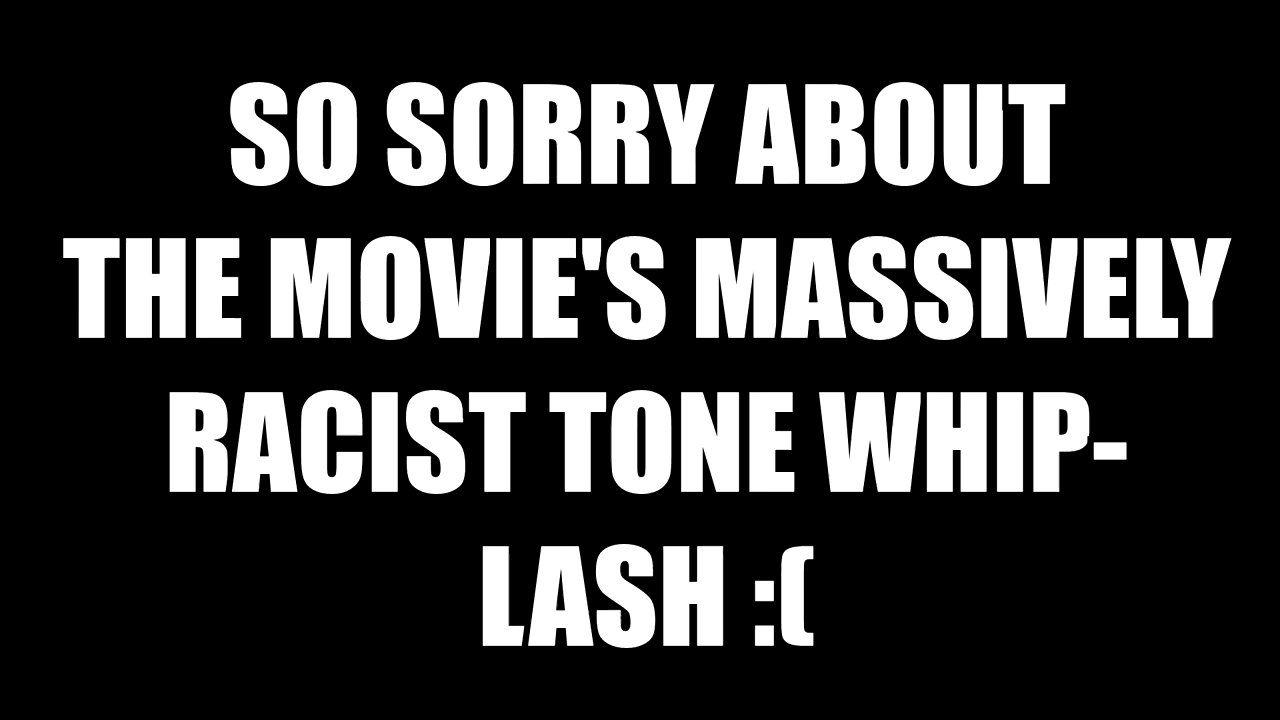 SO SORRY ABOUT
THE MOVIE'S MASSIVELY
RACIST TONE WHIP-
LASH :(